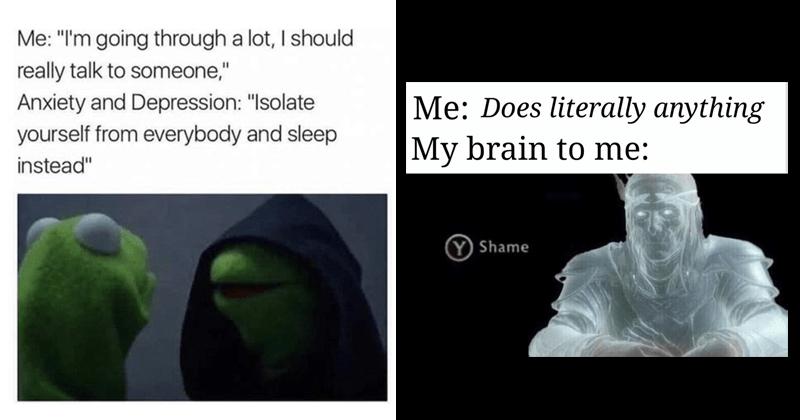 Me: "I'm going through a lot, I should
really talk to someone,"
Anxiety and Depression: "Isolate
yourself from everybody and sleep
instead"
Me: Does literally anything
My brain to me:
Y Shame